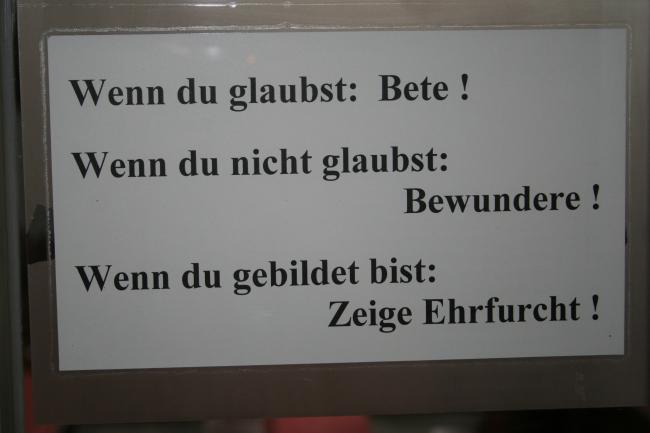 Wenn du glaubst: Bete !
Wenn du nicht glaubst:
Bewundere !
Wenn du gebildet bist:
Zeige Ehrfurcht !